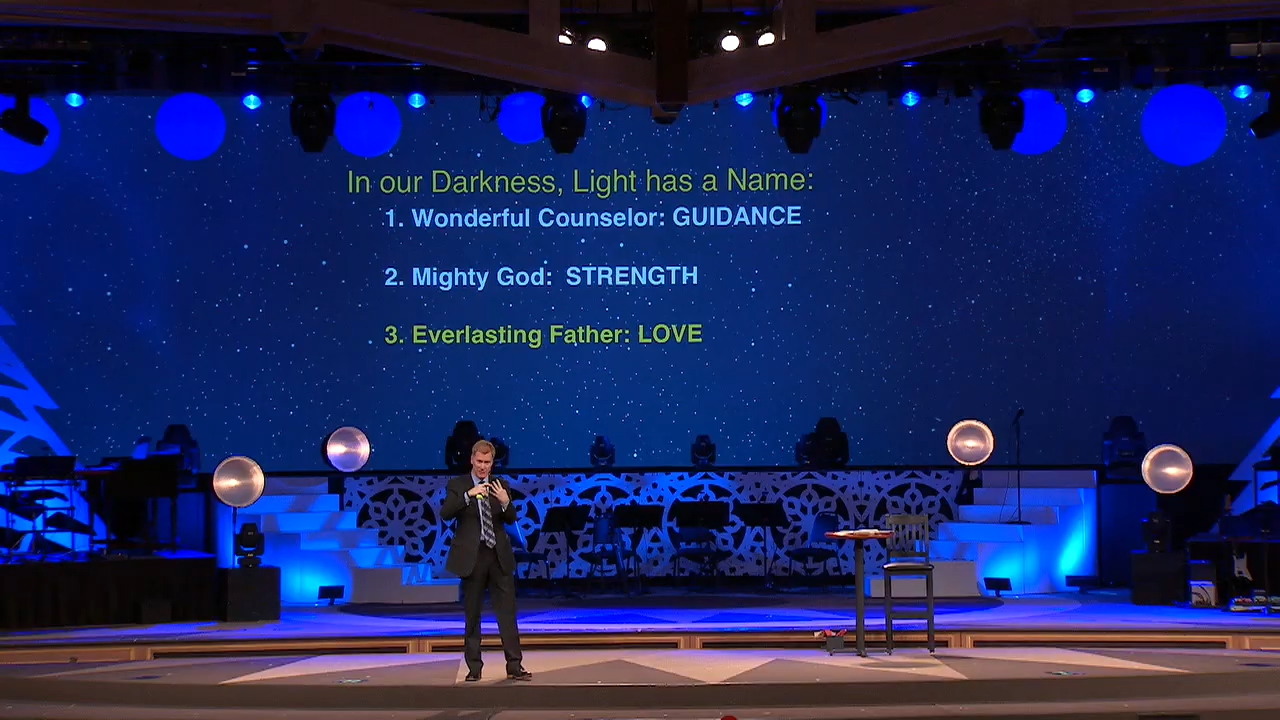 In our Darkness, Light has a Name:
1. Wonderful Counselor: GUIDANCE
2. Mighty God: STRENGTH
3. Everlasting Father: LOVE